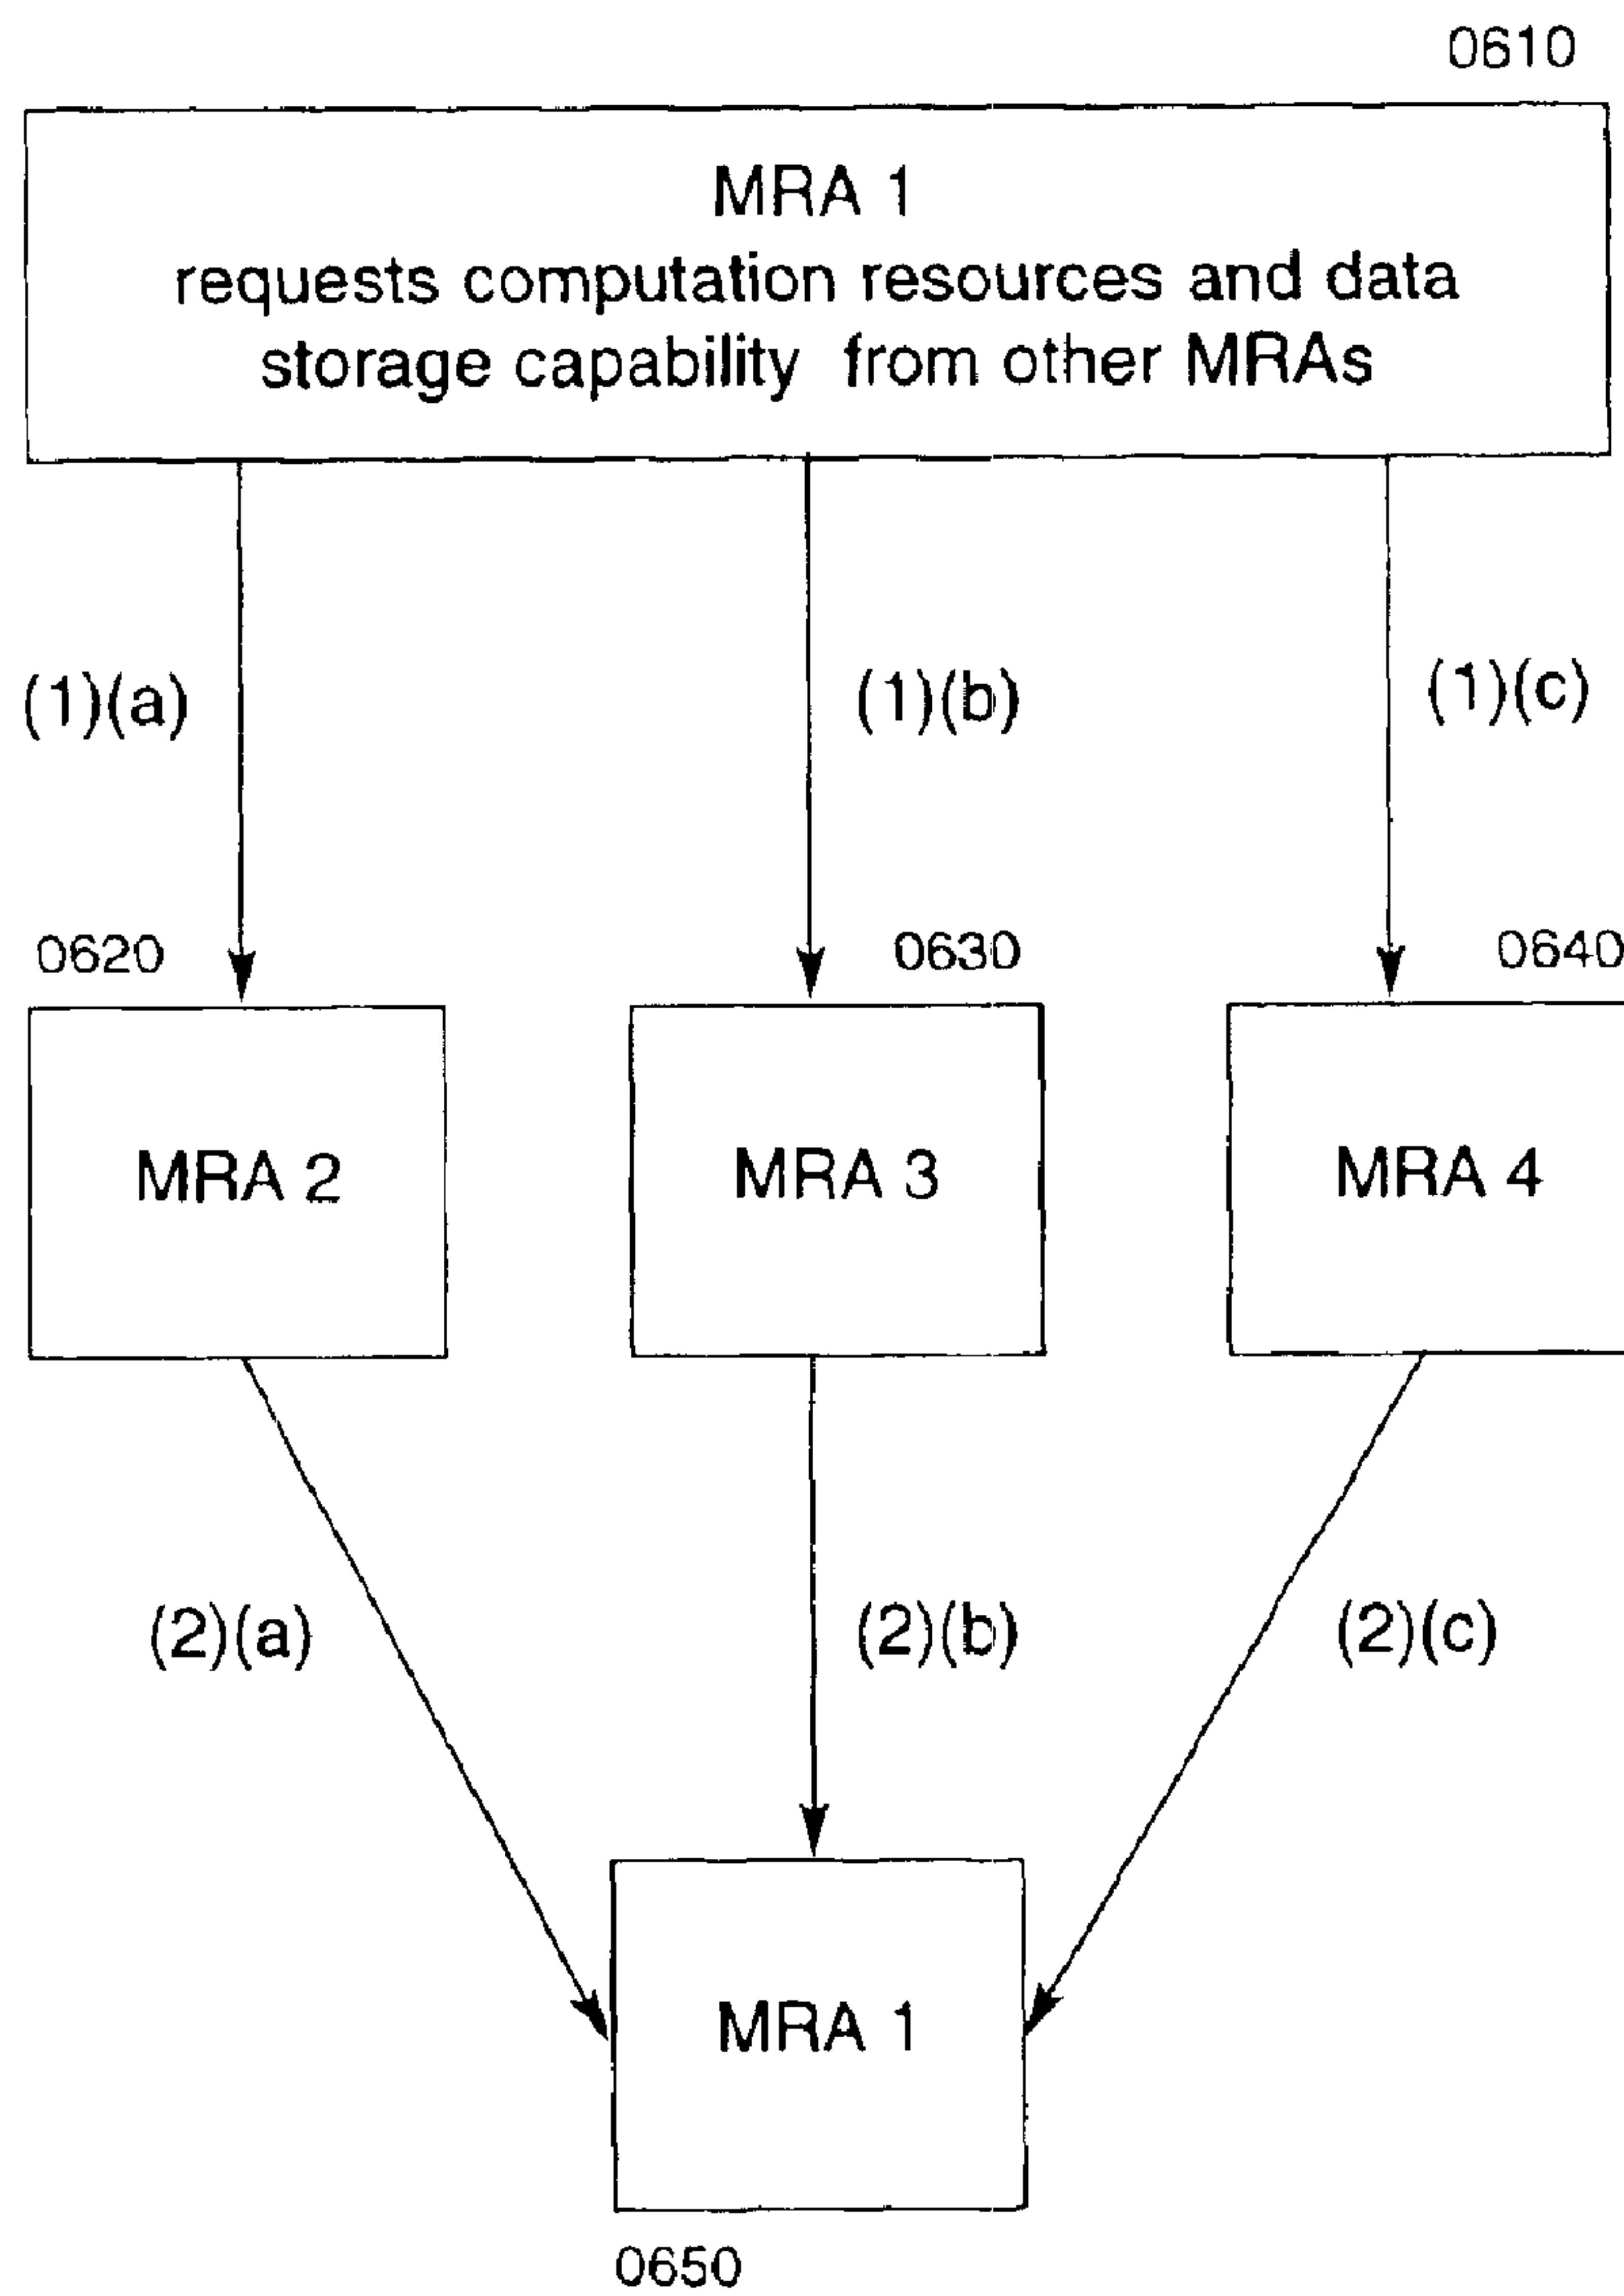 0610
MRA 1
requests computation resources and data
storage capability from other MRAs
(1)(a)
(1)(b)
(1)(c)
0620
0630
0640
MRA 2
MRA 3
MRA 4
(2)(a)
(2)(b)
(2)(c)
MRA 1
0650